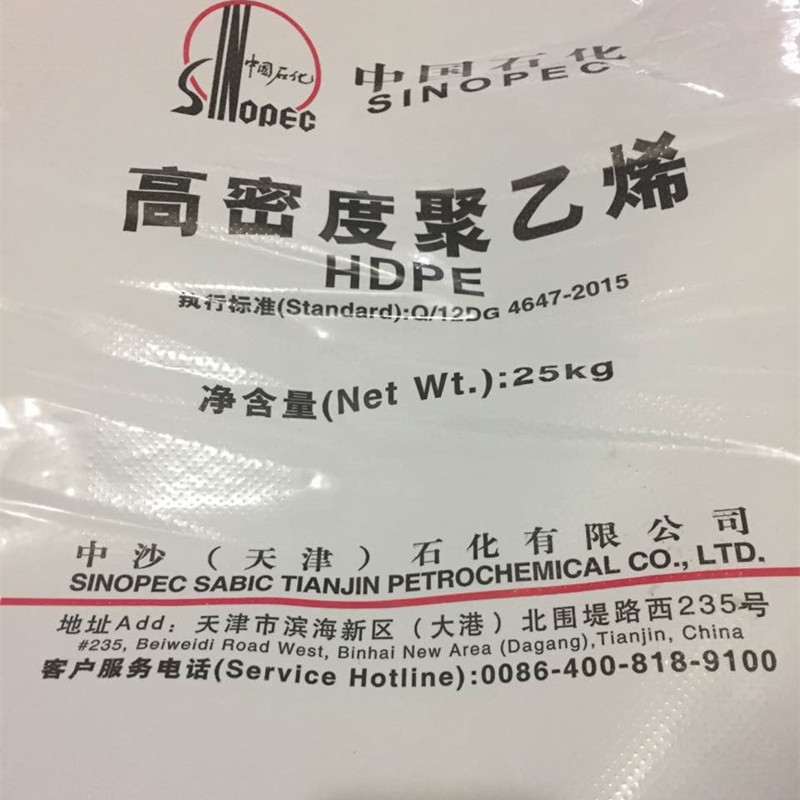 中国石化
SINOPEC
中国石化
SINOPEC
高密度聚乙烯
HDPE
执行标准(Standard):Q/12DG 4647-2015
净含量(Net Wt.):25kg
中沙（天津）石化有限公司
SINOPEC SABIC TIANJIN PETROCHEMICAL CO., LTD.
地址Add：天津市滨海新区（大港）北围堤路西235号
#235, Beiweidi Road West, Binhai New Area (Dagang),Tianjin, China
客户服务电话(Service Hotline):0086-400-818-9100